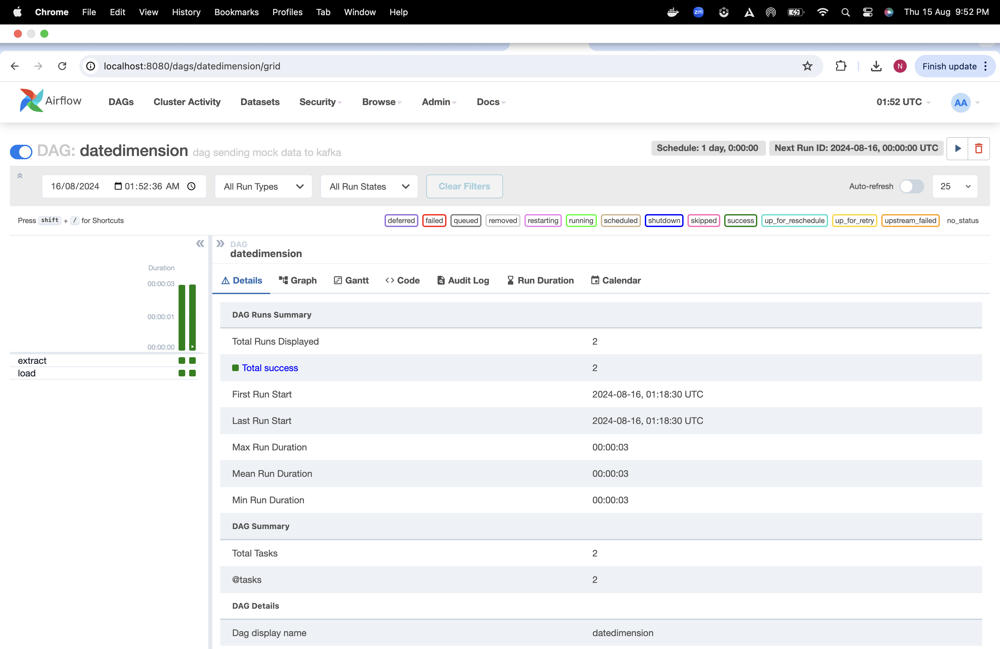 Chrome File Edit View History Bookmarks Profiles Tab Window Help zm Thu 15 Aug 9:52 PM
localhost:8080/dags/datedimension/grid N Finish update
Airflow DAGs Cluster Activity Datasets Security Browse Admin Docs 01:52 UTC AA
DAG: datedimension dag sending mock data to kafka Schedule: 1 day, 0:00:00 Next Run ID: 2024-08-16, 00:00:00 UTC
16/08/2024 01:52:36 AM All Run Types All Run States Clear Filters Auto-refresh 25
Press shift + / for Shortcuts deferred failed queued removed restarting running scheduled shutdown skipped success up_for_reschedule up_for_retry upstream_failed no_status
Duration
00:00:03
00:00:01
00:00:00
extract
load
DAG
datedimension
Details Graph Gantt Code Audit Log Run Duration Calendar
DAG Runs Summary
Total Runs Displayed 2
Total success 2
First Run Start 2024-08-16, 01:18:30 UTC
Last Run Start 2024-08-16, 01:18:30 UTC
Max Run Duration 00:00:03
Mean Run Duration 00:00:03
Min Run Duration 00:00:03
DAG Summary
Total Tasks 2
@tasks 2
DAG Details
Dag display name datedimension